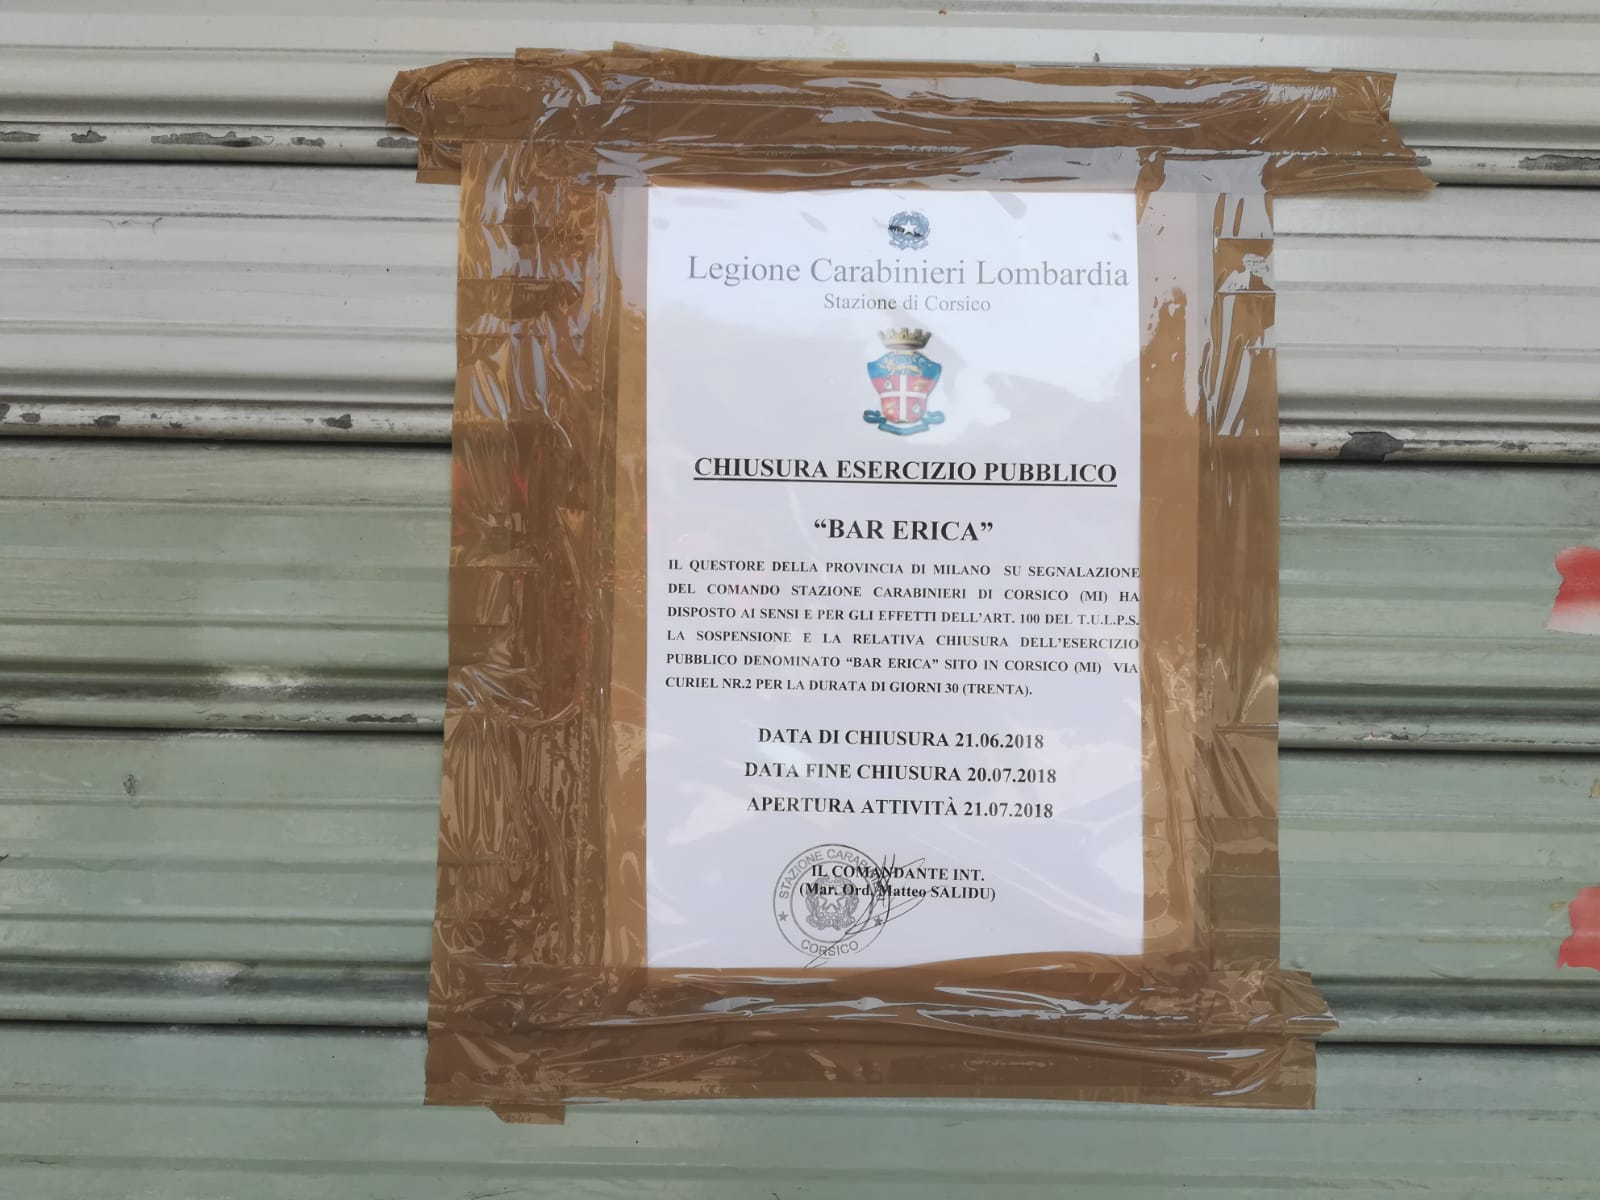 Legione Carabinieri Lombardia
Stazione di Corsico
CHIUSURA ESERCIZIO PUBBLICO
“BAR ERICA”
IL QUESTORE DELLA PROVINCIA DI MILANO SU SEGNALAZIONE
DEL COMANDO STAZIONE CARABINIERI DI CORSICO (MI) HA
DISPOSTO AI SENSI E PER GLI EFFETTI DELL’ART. 100 DEL T.U.L.P.S.
LA SOSPENSIONE E LA RELATIVA CHIUSURA DELL’ESERCIZIO
PUBBLICO DENOMINATO “BAR ERICA” SITO IN CORSICO (MI) VIA
CURIEL NR.2 PER LA DURATA DI GIORNI 30 (TRENTA).
DATA DI CHIUSURA 21.06.2018
DATA FINE CHIUSURA 20.07.2018
APERTURA ATTIVITÀ 21.07.2018
IL COMANDANTE INT.
(Mar. Ord. Matteo SALIDU)
STAZIONE CARABINIERI
CORSICO